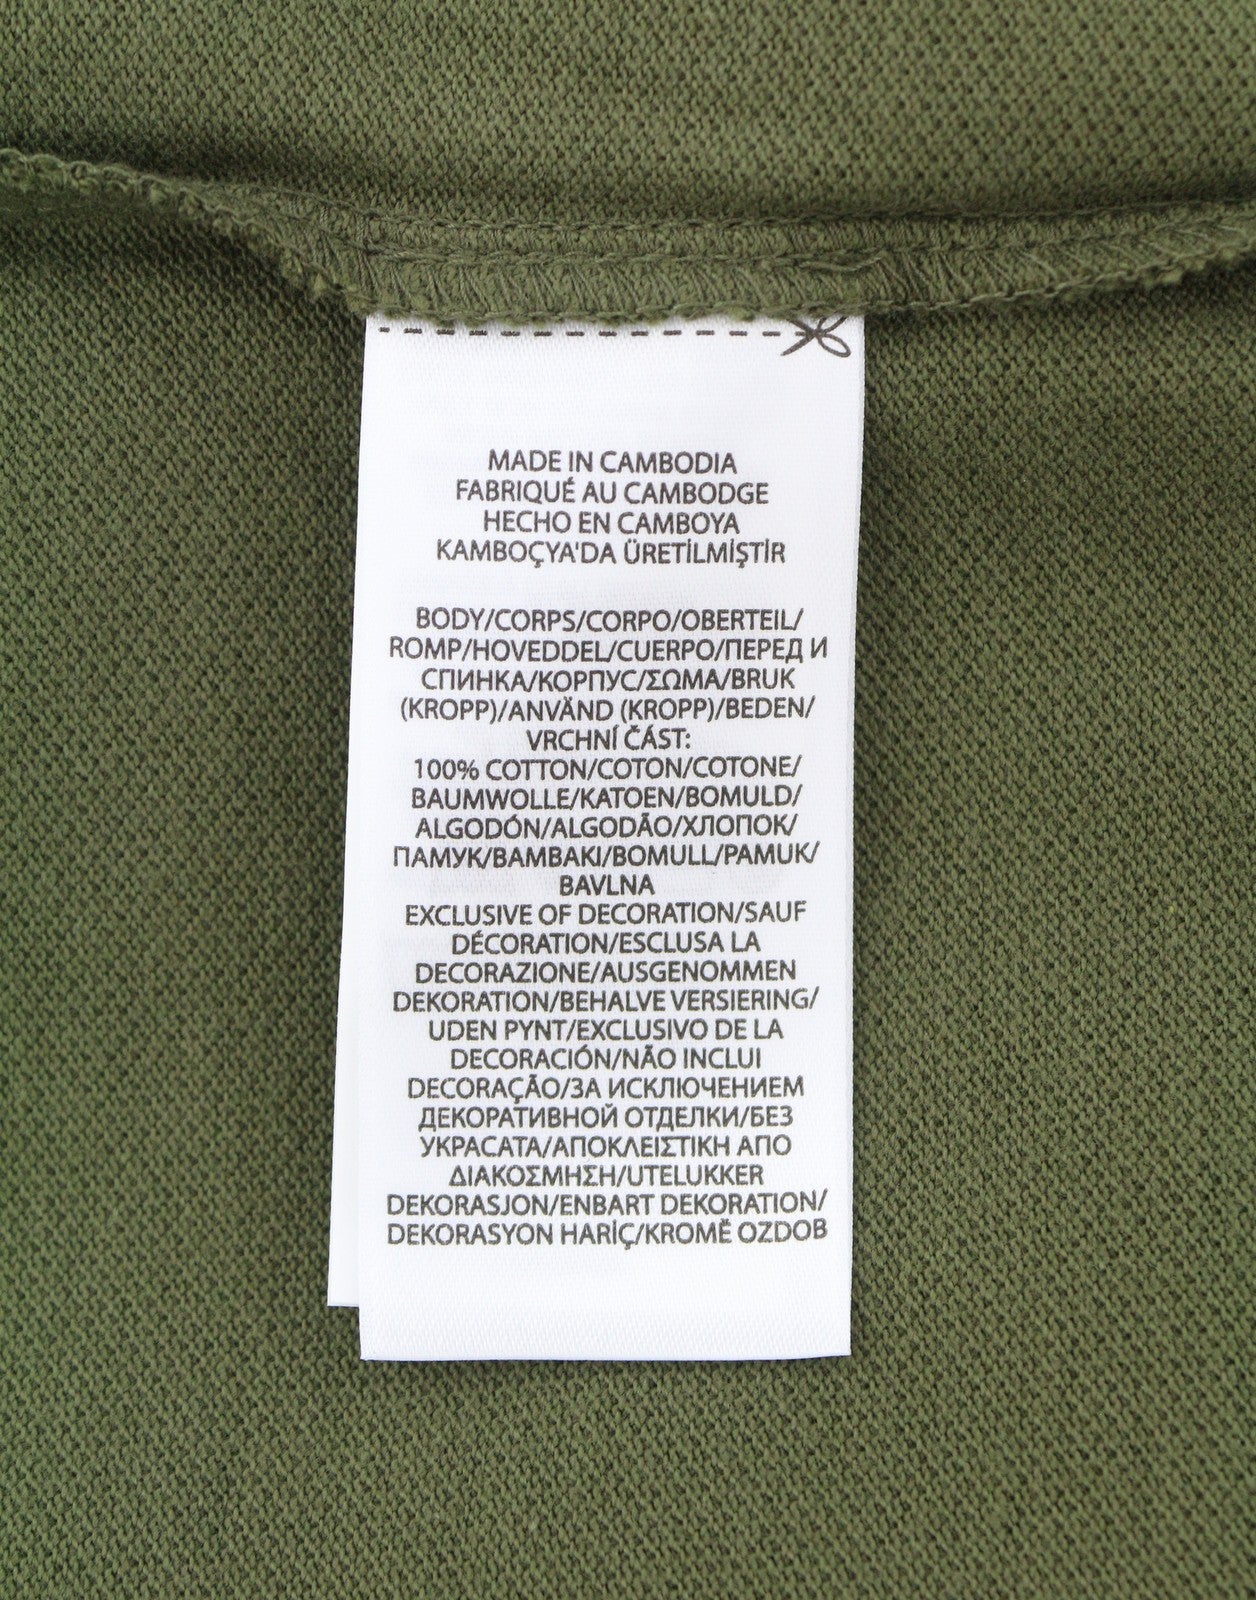 MADE IN CAMBODIA
FABRIQUÉ AU CAMBODGE
HECHO EN CAMBOYA
KAMBOÇYA'DA ÜRETİLMİŞTİR
BODY/CORPS/CORPO/OBERTEIL/
ROMP/HOVEDDEL/CUERPO/ПЕРЕД И
СПИНКА/КОРПУС/ΣΩΜΑ/BRUK
(KROPP)/ANVÄND (KROPP)/BEDEN/
VRCHNÍ ČÁST:
100% COTTON/COTON/COTONE/
BAUMWOLLE/KATOEN/BOMULD/
ALGODÓN/ALGODÃO/ХЛОПОК/
ПАМУК/BAMBAKI/BOMULL/PAMUK/
BAVLNA
EXCLUSIVE OF DECORATION/SAUF
DÉCORATION/ESCLUSA LA
DECORAZIONE/AUSGENOMMEN
DEKORATION/BEHALVE VERSIERING/
UDEN PYNT/EXCLUSIVO DE LA
DECORACIÓN/NÃO INCLUI
DECORAÇÃO/ЗА ИСКЛЮЧЕНИЕМ
ДЕКОРАТИВНОЙ ОТДЕЛКИ/БЕЗ
УКРАСАТА/ΑΠΟΚΛΕΙΣΤΙΚΗ ΑΠΟ
ΔΙΑΚΟΣΜΗΣΗ/UTELUKKER
DEKORASJON/ENBART DEKORATION/
DEKORASYON HARİÇ/KROMĚ OZDOB